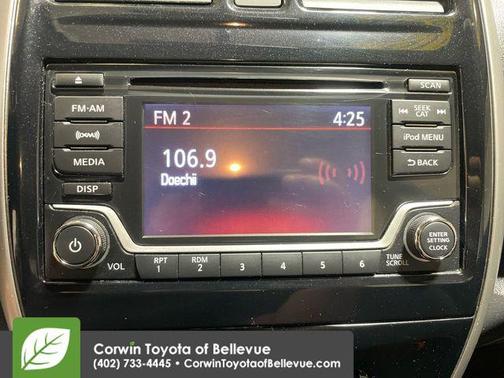 SCAN
FM·AM
SEEK
CAT
(((XM)))
iPod MENU
MEDIA
BACK
DISP
FM 2 4:25
106.9
Doechii
VOL
RPT
1
RDM
2
3
4
5
6
TUNE
SCROLL
ENTER
SETTING
CLOCK
Corwin Toyota of Bellevue
(402) 733-4445 • CorwinToyotaofBellevue.com